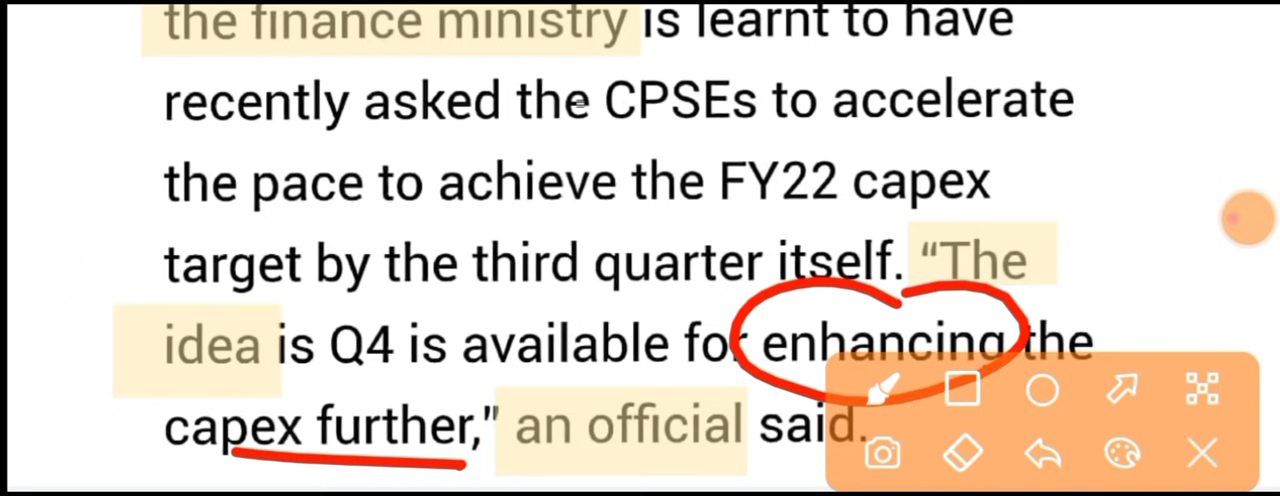 the finance ministry is learnt to have
recently asked the CPSEs to accelerate
the pace to achieve the FY22 capex
target by the third quarter itself. “The
idea is Q4 is available for enhancing the
capex further,” an official said.